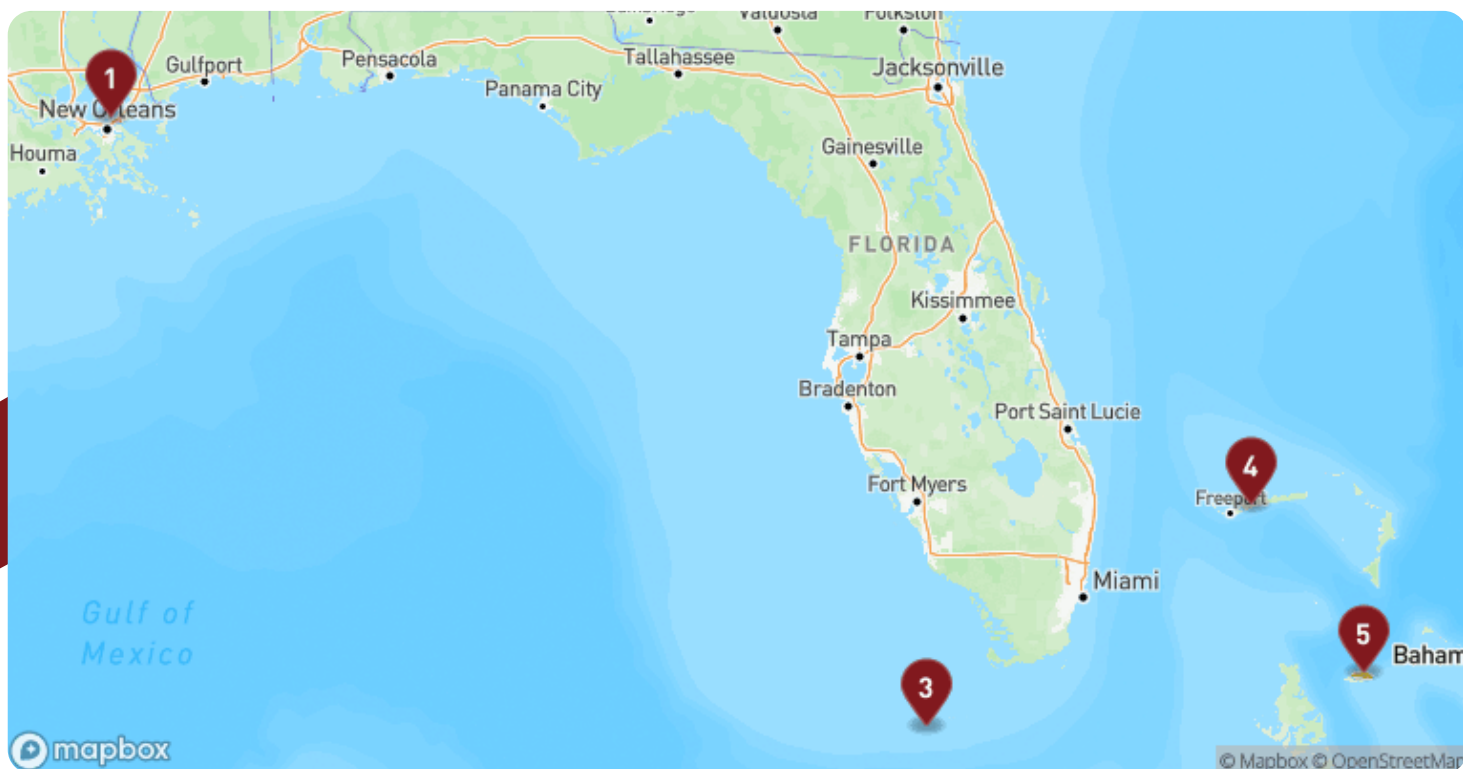 Valdosta
Folkston
1
Gulfport
Pensacola
Tallahassee
Jacksonville
Panama City
New Orleans
Houma
Gainesville
FLORIDA
Kissimmee
Tampa
Bradenton
Port Saint Lucie
4
Fort Myers
Freeport
Miami
Gulf of
Mexico
5
Baham
3
mapbox
© Mapbox © OpenStreetMap